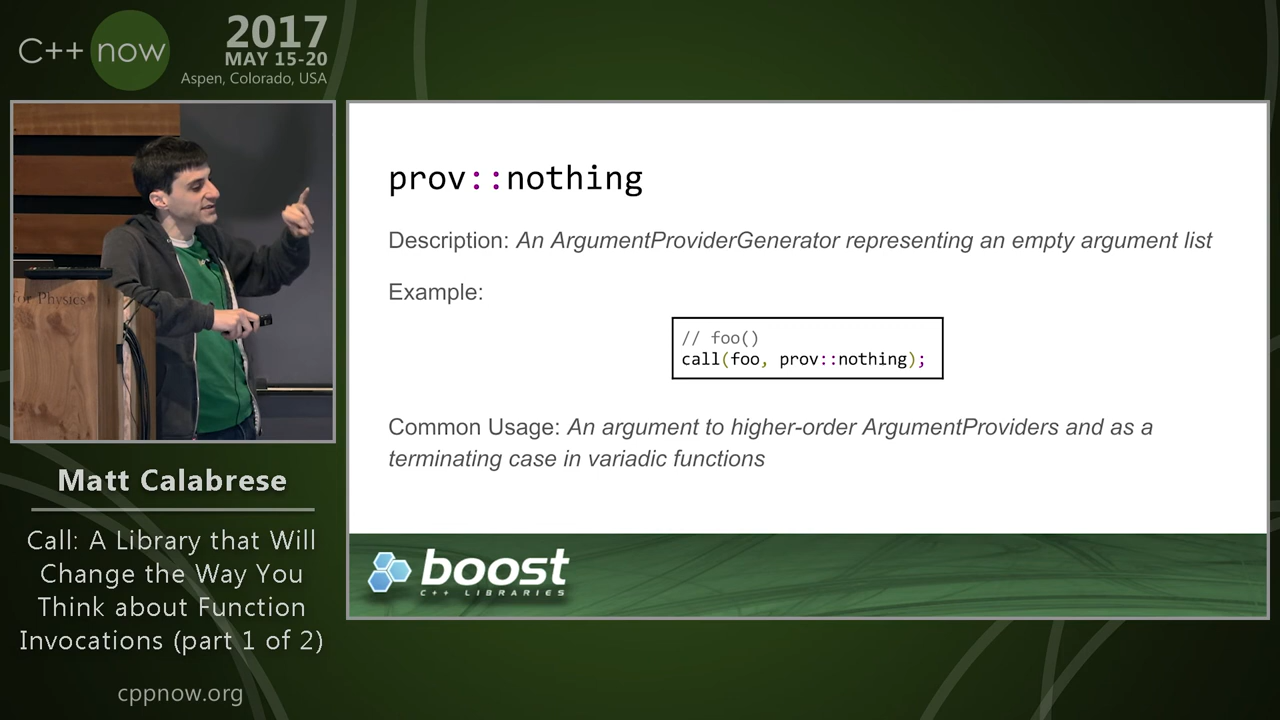 C++ now
2017
MAY 15-20
Aspen, Colorado, USA
for Physics
Matt Calabrese
Call: A Library that Will
Change the Way You
Think about Function
Invocations (part 1 of 2)
cppnow.org
prov::nothing
Description: An ArgumentProviderGenerator representing an empty argument list
Example:
// foo()
call(foo, prov::nothing);
Common Usage: An argument to higher-order ArgumentProviders and as a
terminating case in variadic functions
boost
C++ LIBRARIES